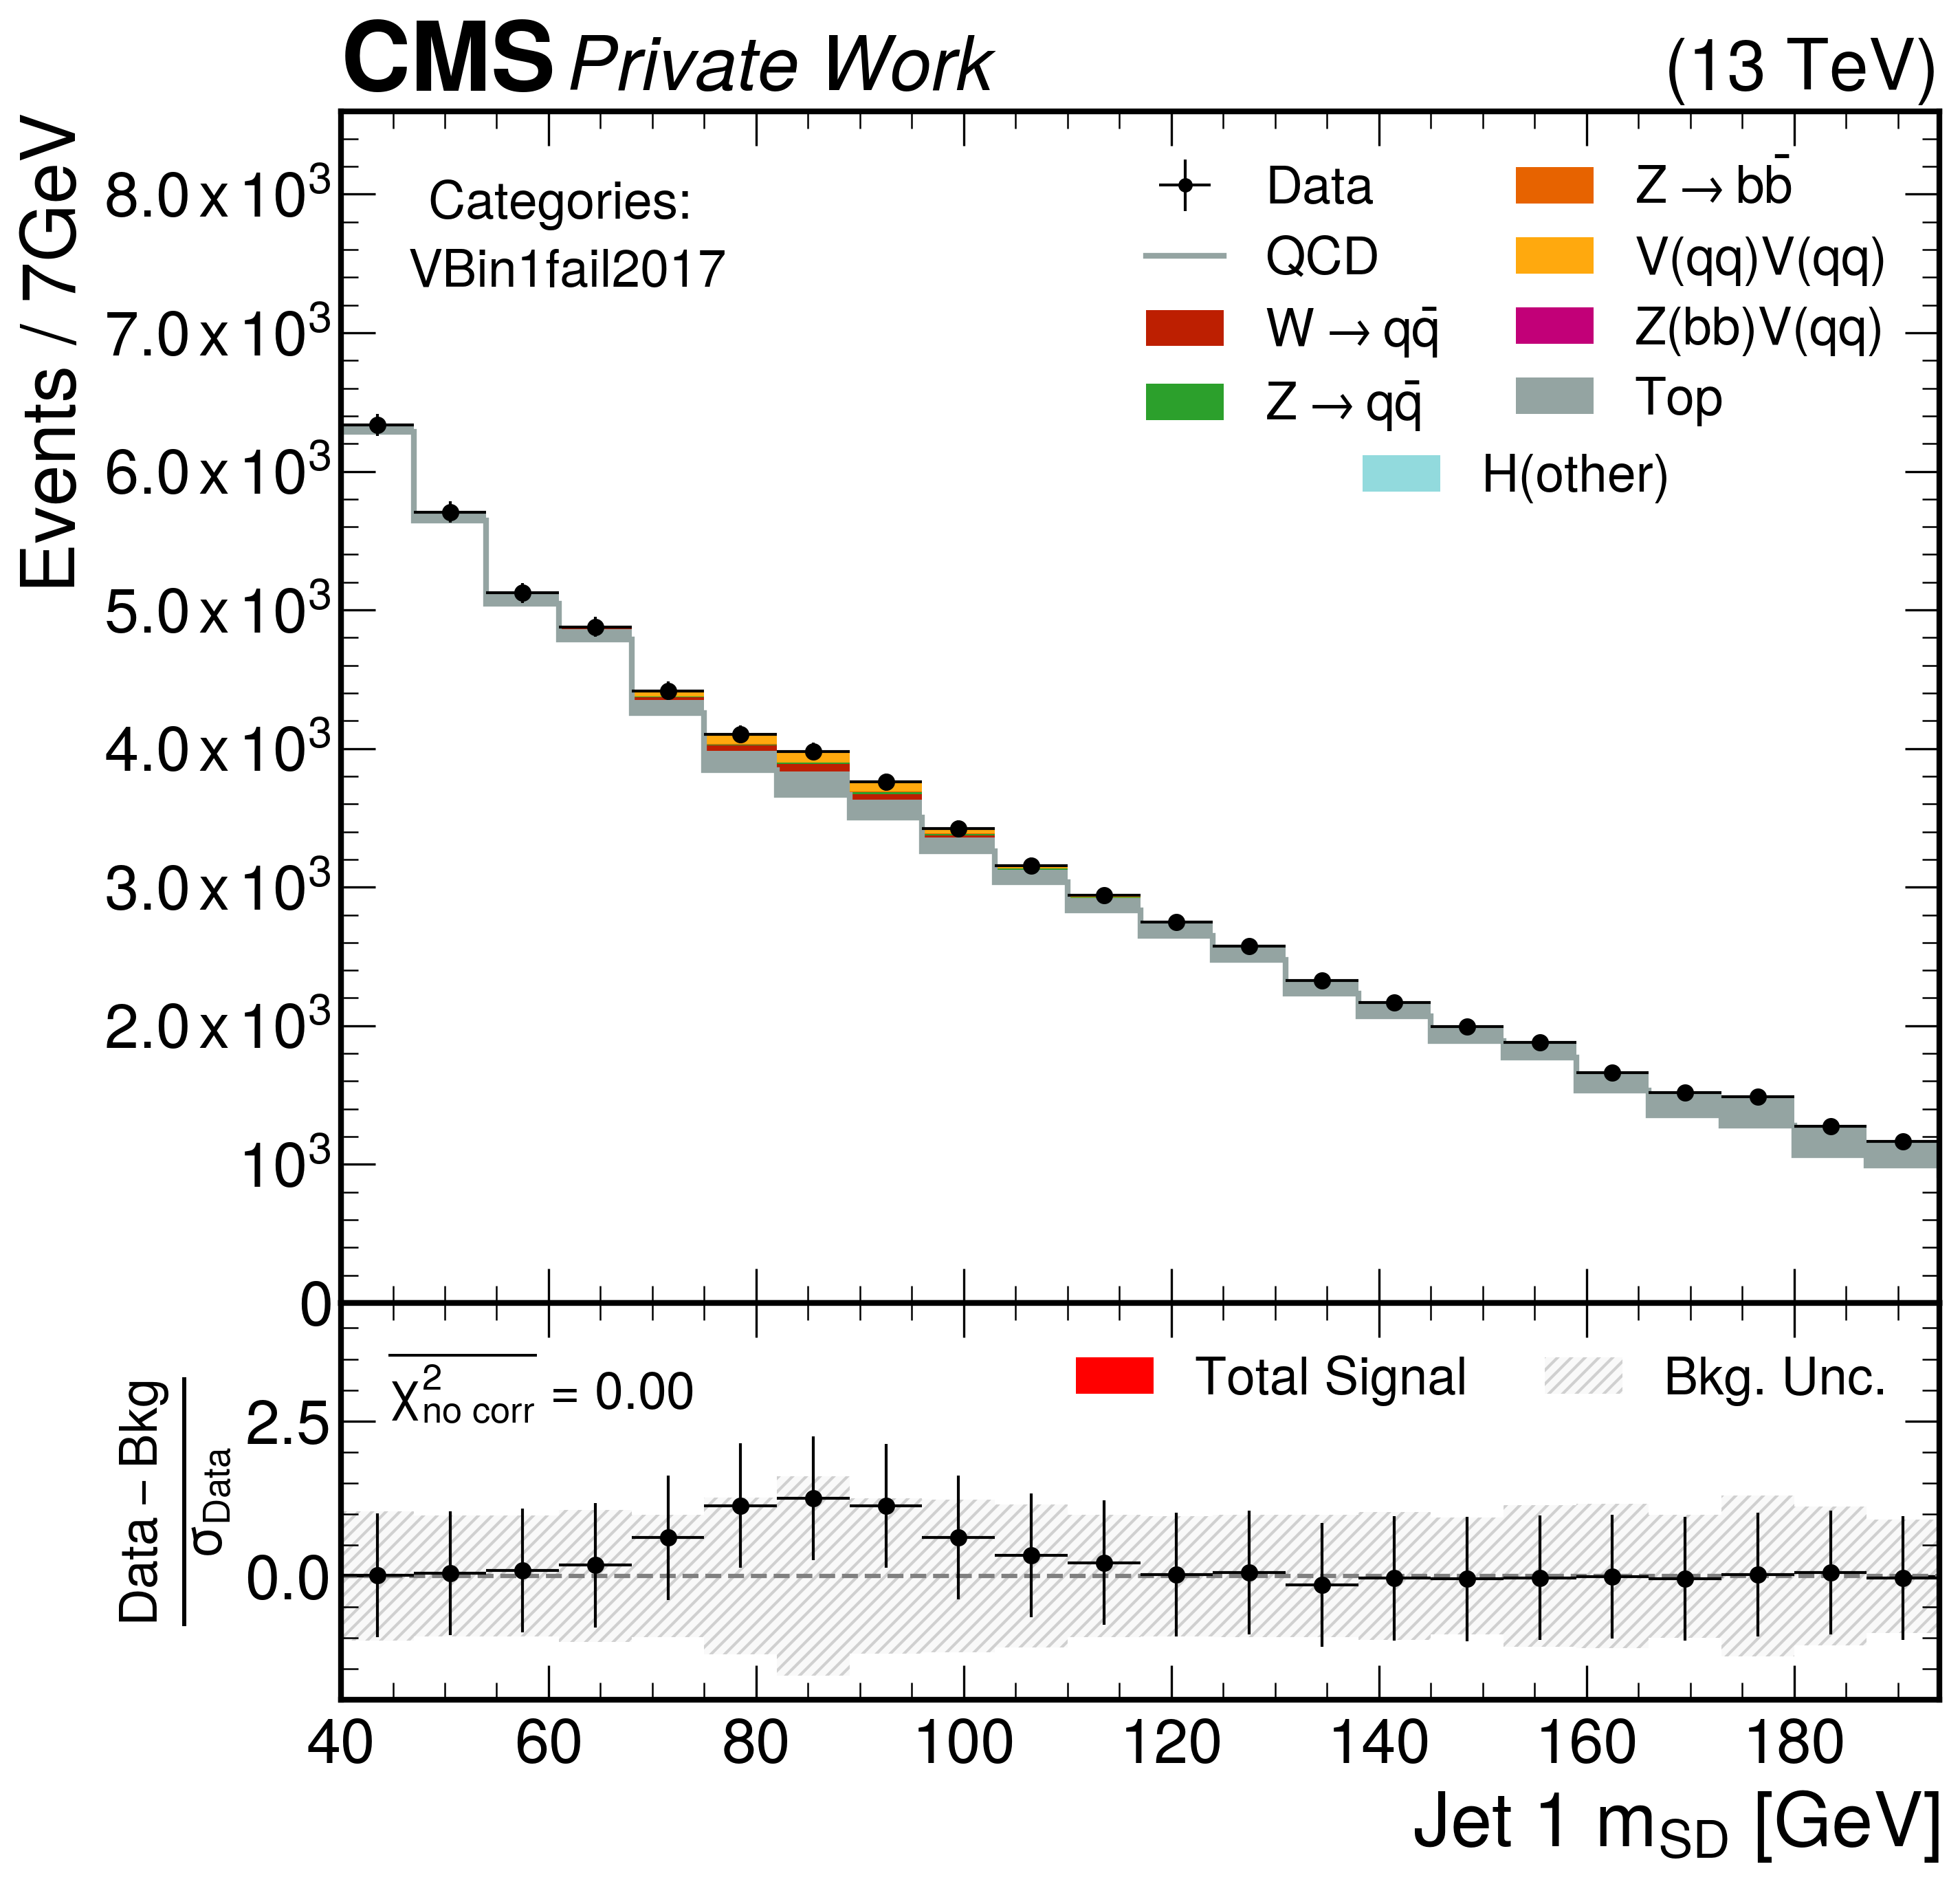 CMS Private Work (13 TeV)
Events / 7GeV
8.0 x 10³
7.0 x 10³
6.0 x 10³
5.0 x 10³
4.0 x 10³
3.0 x 10³
2.0 x 10³
10³
0
Categories:
VBin1fail2017
Data
QCD
W → qq̄
Z → qq̄
Z → bb̄
V(qq)V(qq)
Z(bb)V(qq)
Top
H(other)
Data − Bkg
σ_Data
2.5
0.0
χ²_no corr = 0.00
Total Signal
Bkg. Unc.
40 60 80 100 120 140 160 180
Jet 1 m_SD [GeV]